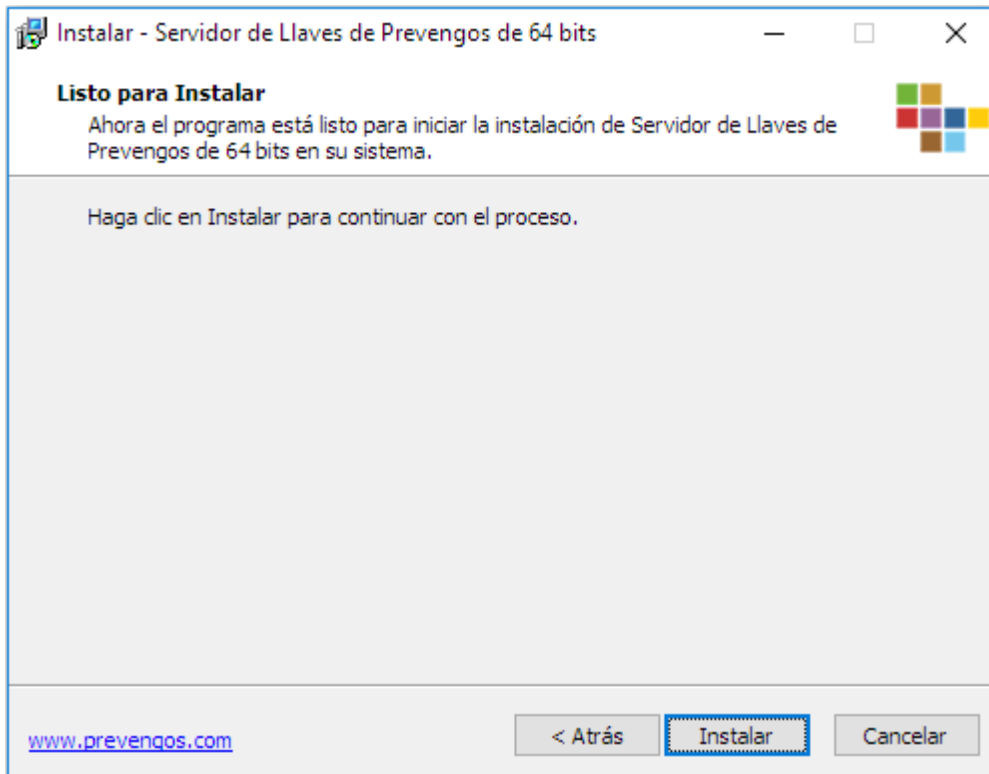 Instalar - Servidor de Llaves de Prevengos de 64 bits
Listo para Instalar
Ahora el programa está listo para iniciar la instalación de Servidor de Llaves de
Prevengos de 64 bits en su sistema.
Haga clic en Instalar para continuar con el proceso.
www.prevengos.com
< Atrás
Instalar
Cancelar